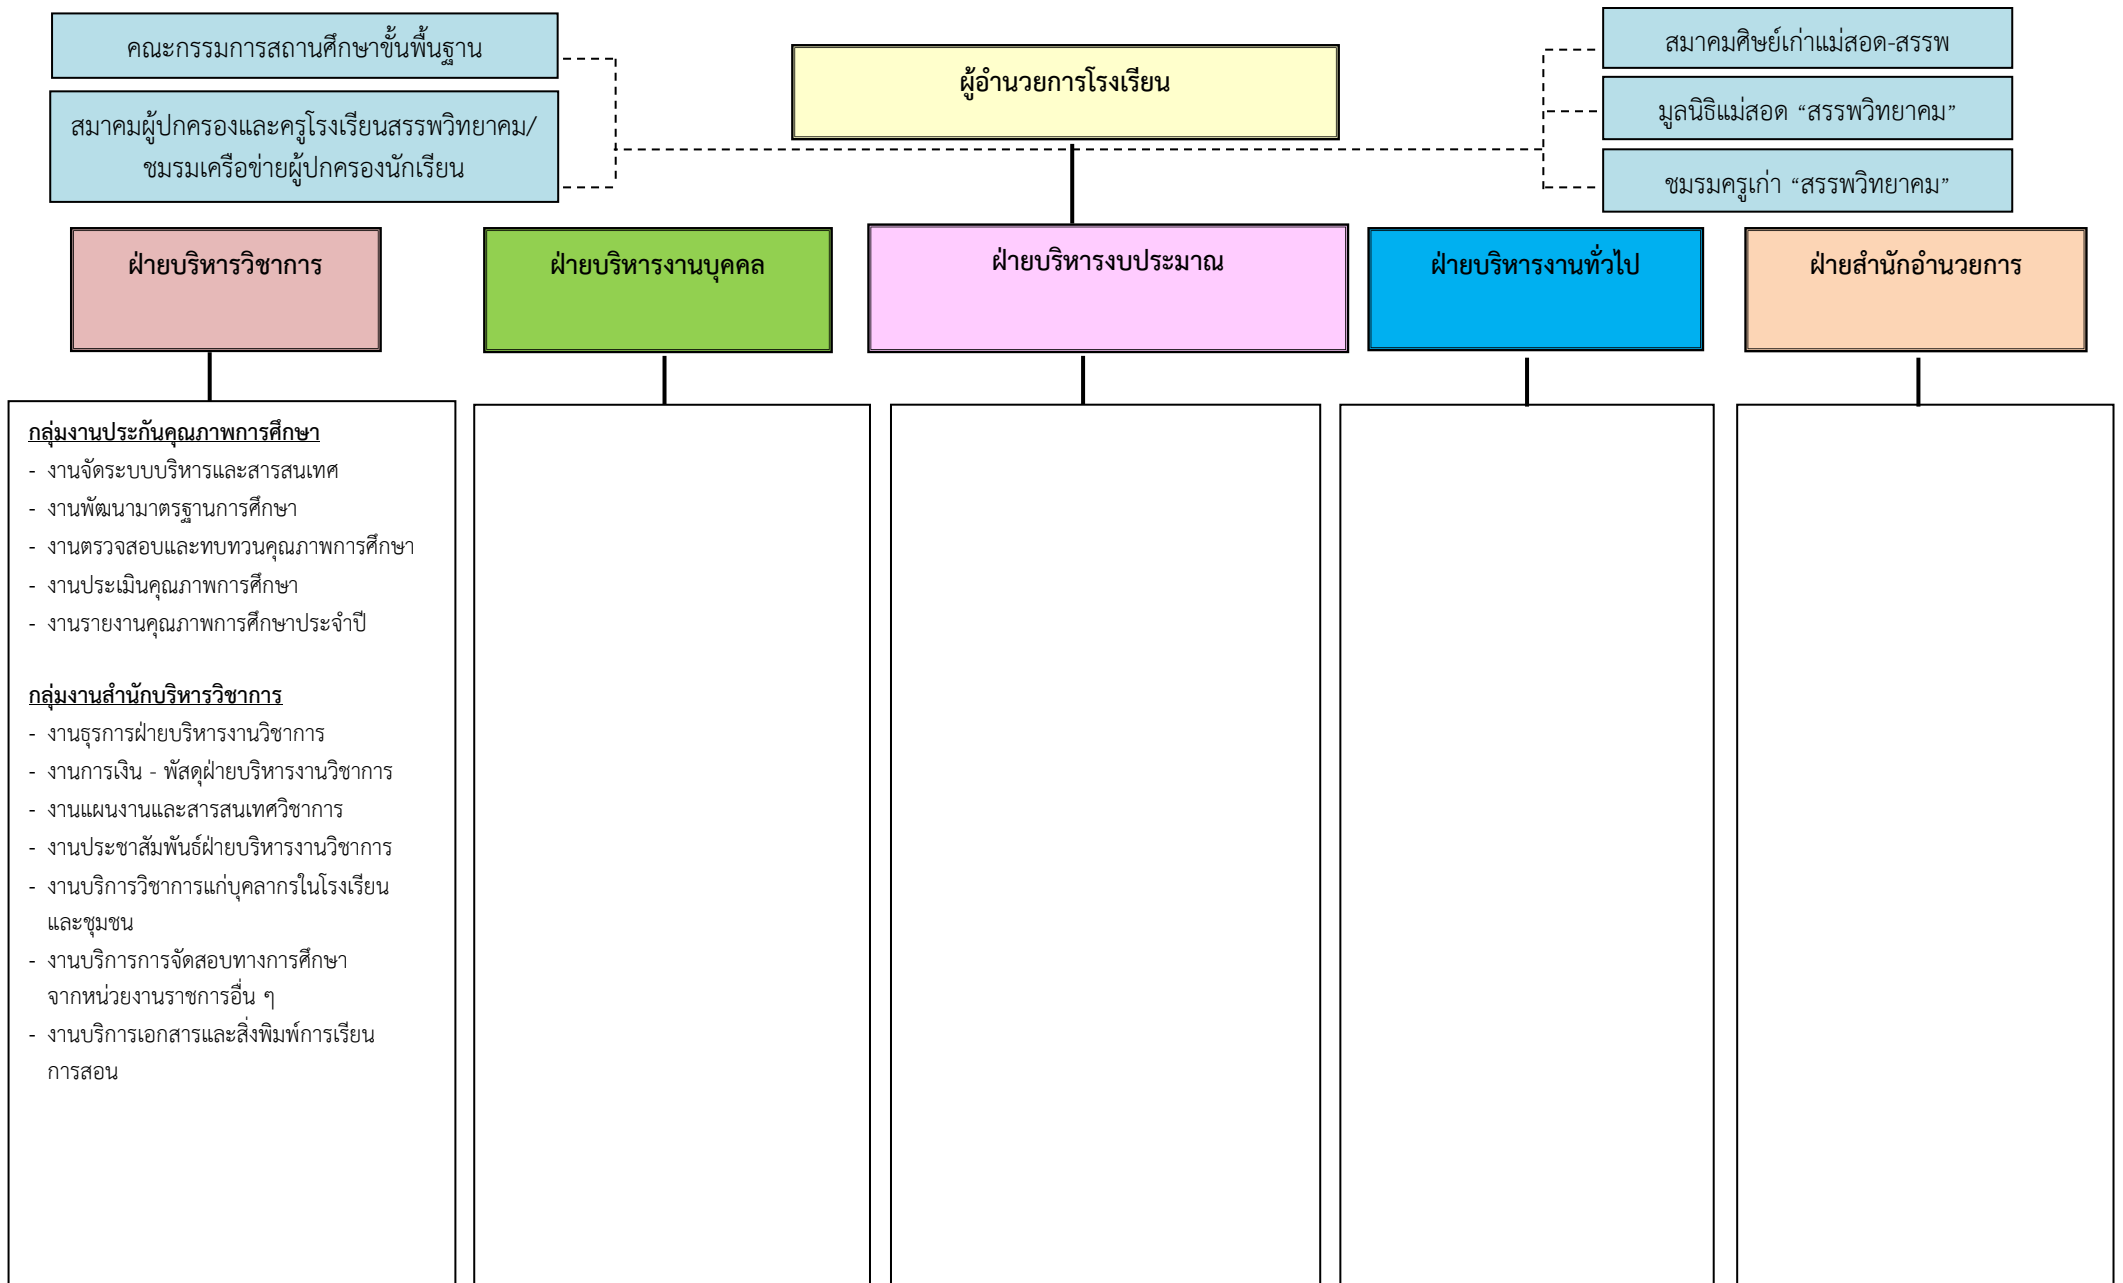 คณะกรรมการสถานศึกษาขั้นพื้นฐาน
สมาคมผู้ปกครองและครูโรงเรียนสรรพวิทยาคม/
ชมรมเครือข่ายผู้ปกครองนักเรียน
ผู้อำนวยการโรงเรียน
สมาคมศิษย์เก่าแม่สอด-สรรพ
มูลนิธิแม่สอด “สรรพวิทยาคม”
ชมรมครูเก่า “สรรพวิทยาคม”
ฝ่ายบริหารวิชาการ
ฝ่ายบริหารงานบุคคล
ฝ่ายบริหารงบประมาณ
ฝ่ายบริหารงานทั่วไป
ฝ่ายสำนักอำนวยการ
กลุ่มงานประกันคุณภาพการศึกษา
- งานจัดระบบบริหารและสารสนเทศ
- งานพัฒนามาตรฐานการศึกษา
- งานตรวจสอบและทบทวนคุณภาพการศึกษา
- งานประเมินคุณภาพการศึกษา
- งานรายงานคุณภาพการศึกษาประจำปี
กลุ่มงานสำนักบริหารวิชาการ
- งานธุรการฝ่ายบริหารงานวิชาการ
- งานการเงิน - พัสดุฝ่ายบริหารงานวิชาการ
- งานแผนงานและสารสนเทศวิชาการ
- งานประชาสัมพันธ์ฝ่ายบริหารงานวิชาการ
- งานบริการวิชาการแก่บุคลากรในโรงเรียน
และชุมชน
- งานบริการการจัดสอบทางการศึกษา
จากหน่วยงานราชการอื่น ๆ
- งานบริการเอกสารและสิ่งพิมพ์การเรียน
การสอน